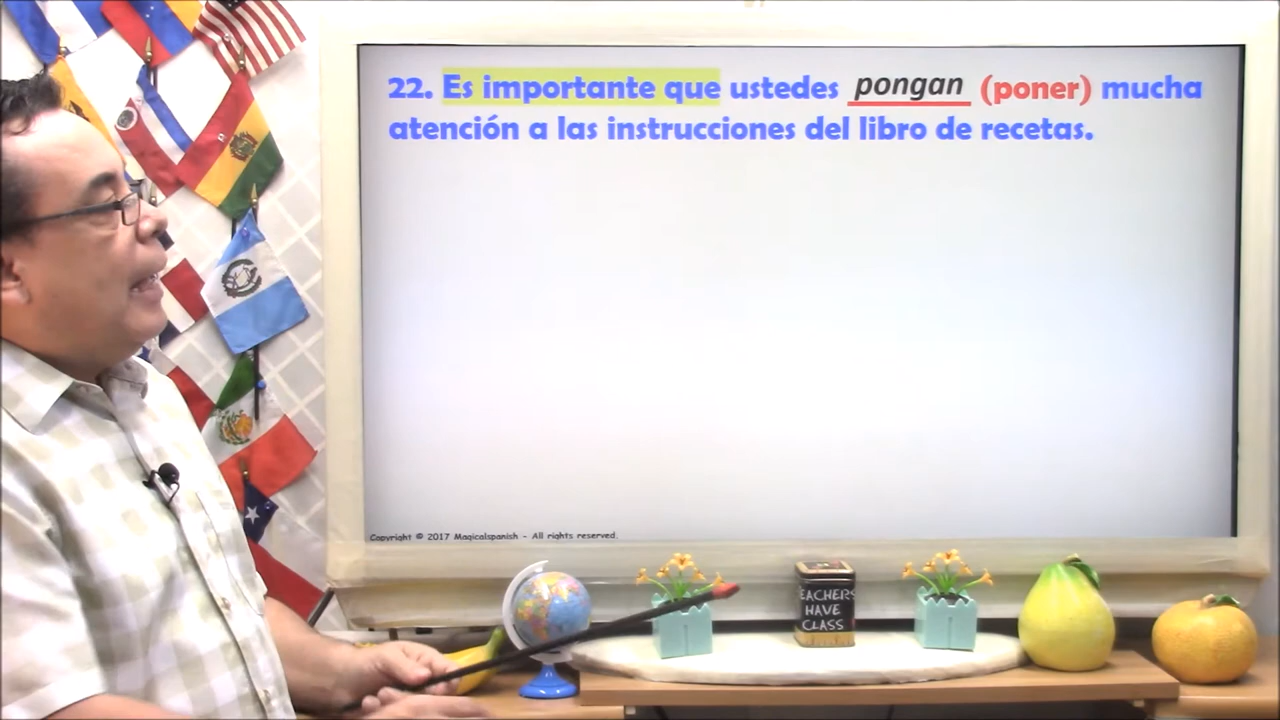 22. Es importante que ustedes pongan (poner) mucha
atención a las instrucciones del libro de recetas.
Copyright © 2017 Magicalspanish - All rights reserved.
EACHERS
HAVE
CLASS